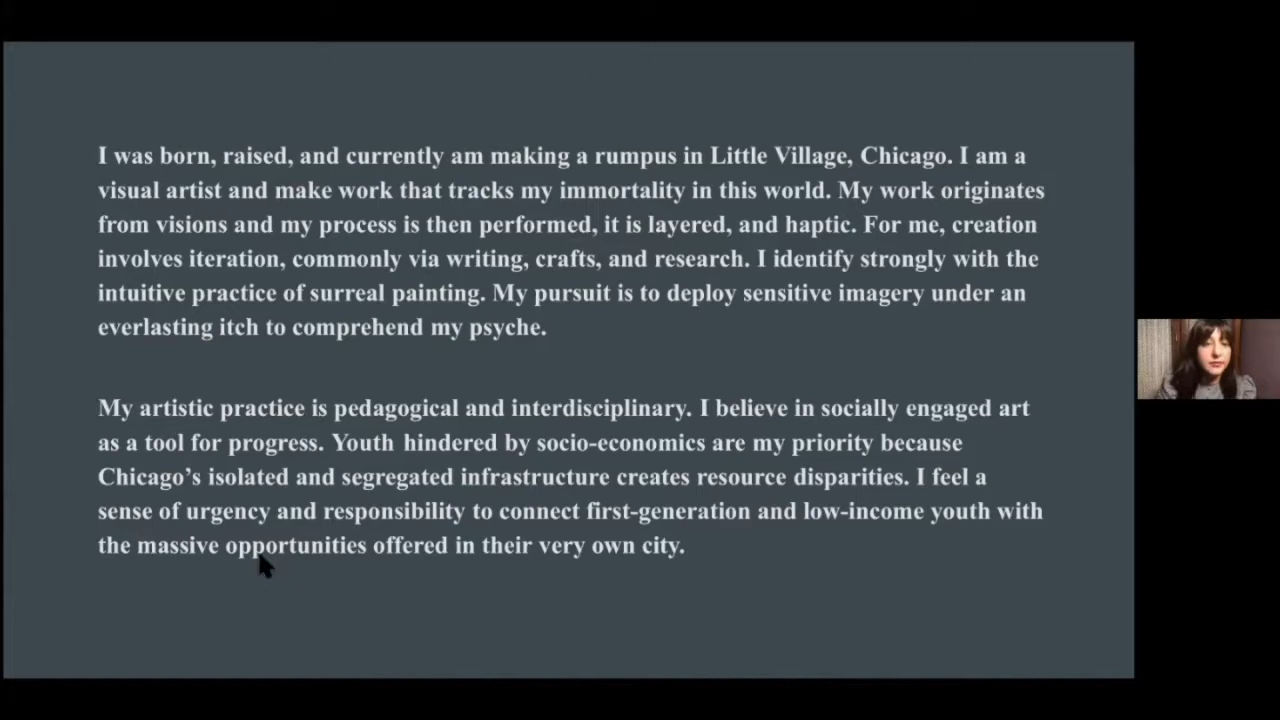 I was born, raised, and currently am making a rumpus in Little Village, Chicago. I am a
visual artist and make work that tracks my immortality in this world. My work originates
from visions and my process is then performed, it is layered, and haptic. For me, creation
involves iteration, commonly via writing, crafts, and research. I identify strongly with the
intuitive practice of surreal painting. My pursuit is to deploy sensitive imagery under an
everlasting itch to comprehend my psyche.
My artistic practice is pedagogical and interdisciplinary. I believe in socially engaged art
as a tool for progress. Youth hindered by socio-economics are my priority because
Chicago’s isolated and segregated infrastructure creates resource disparities. I feel a
sense of urgency and responsibility to connect first-generation and low-income youth with
the massive opportunities offered in their very own city.